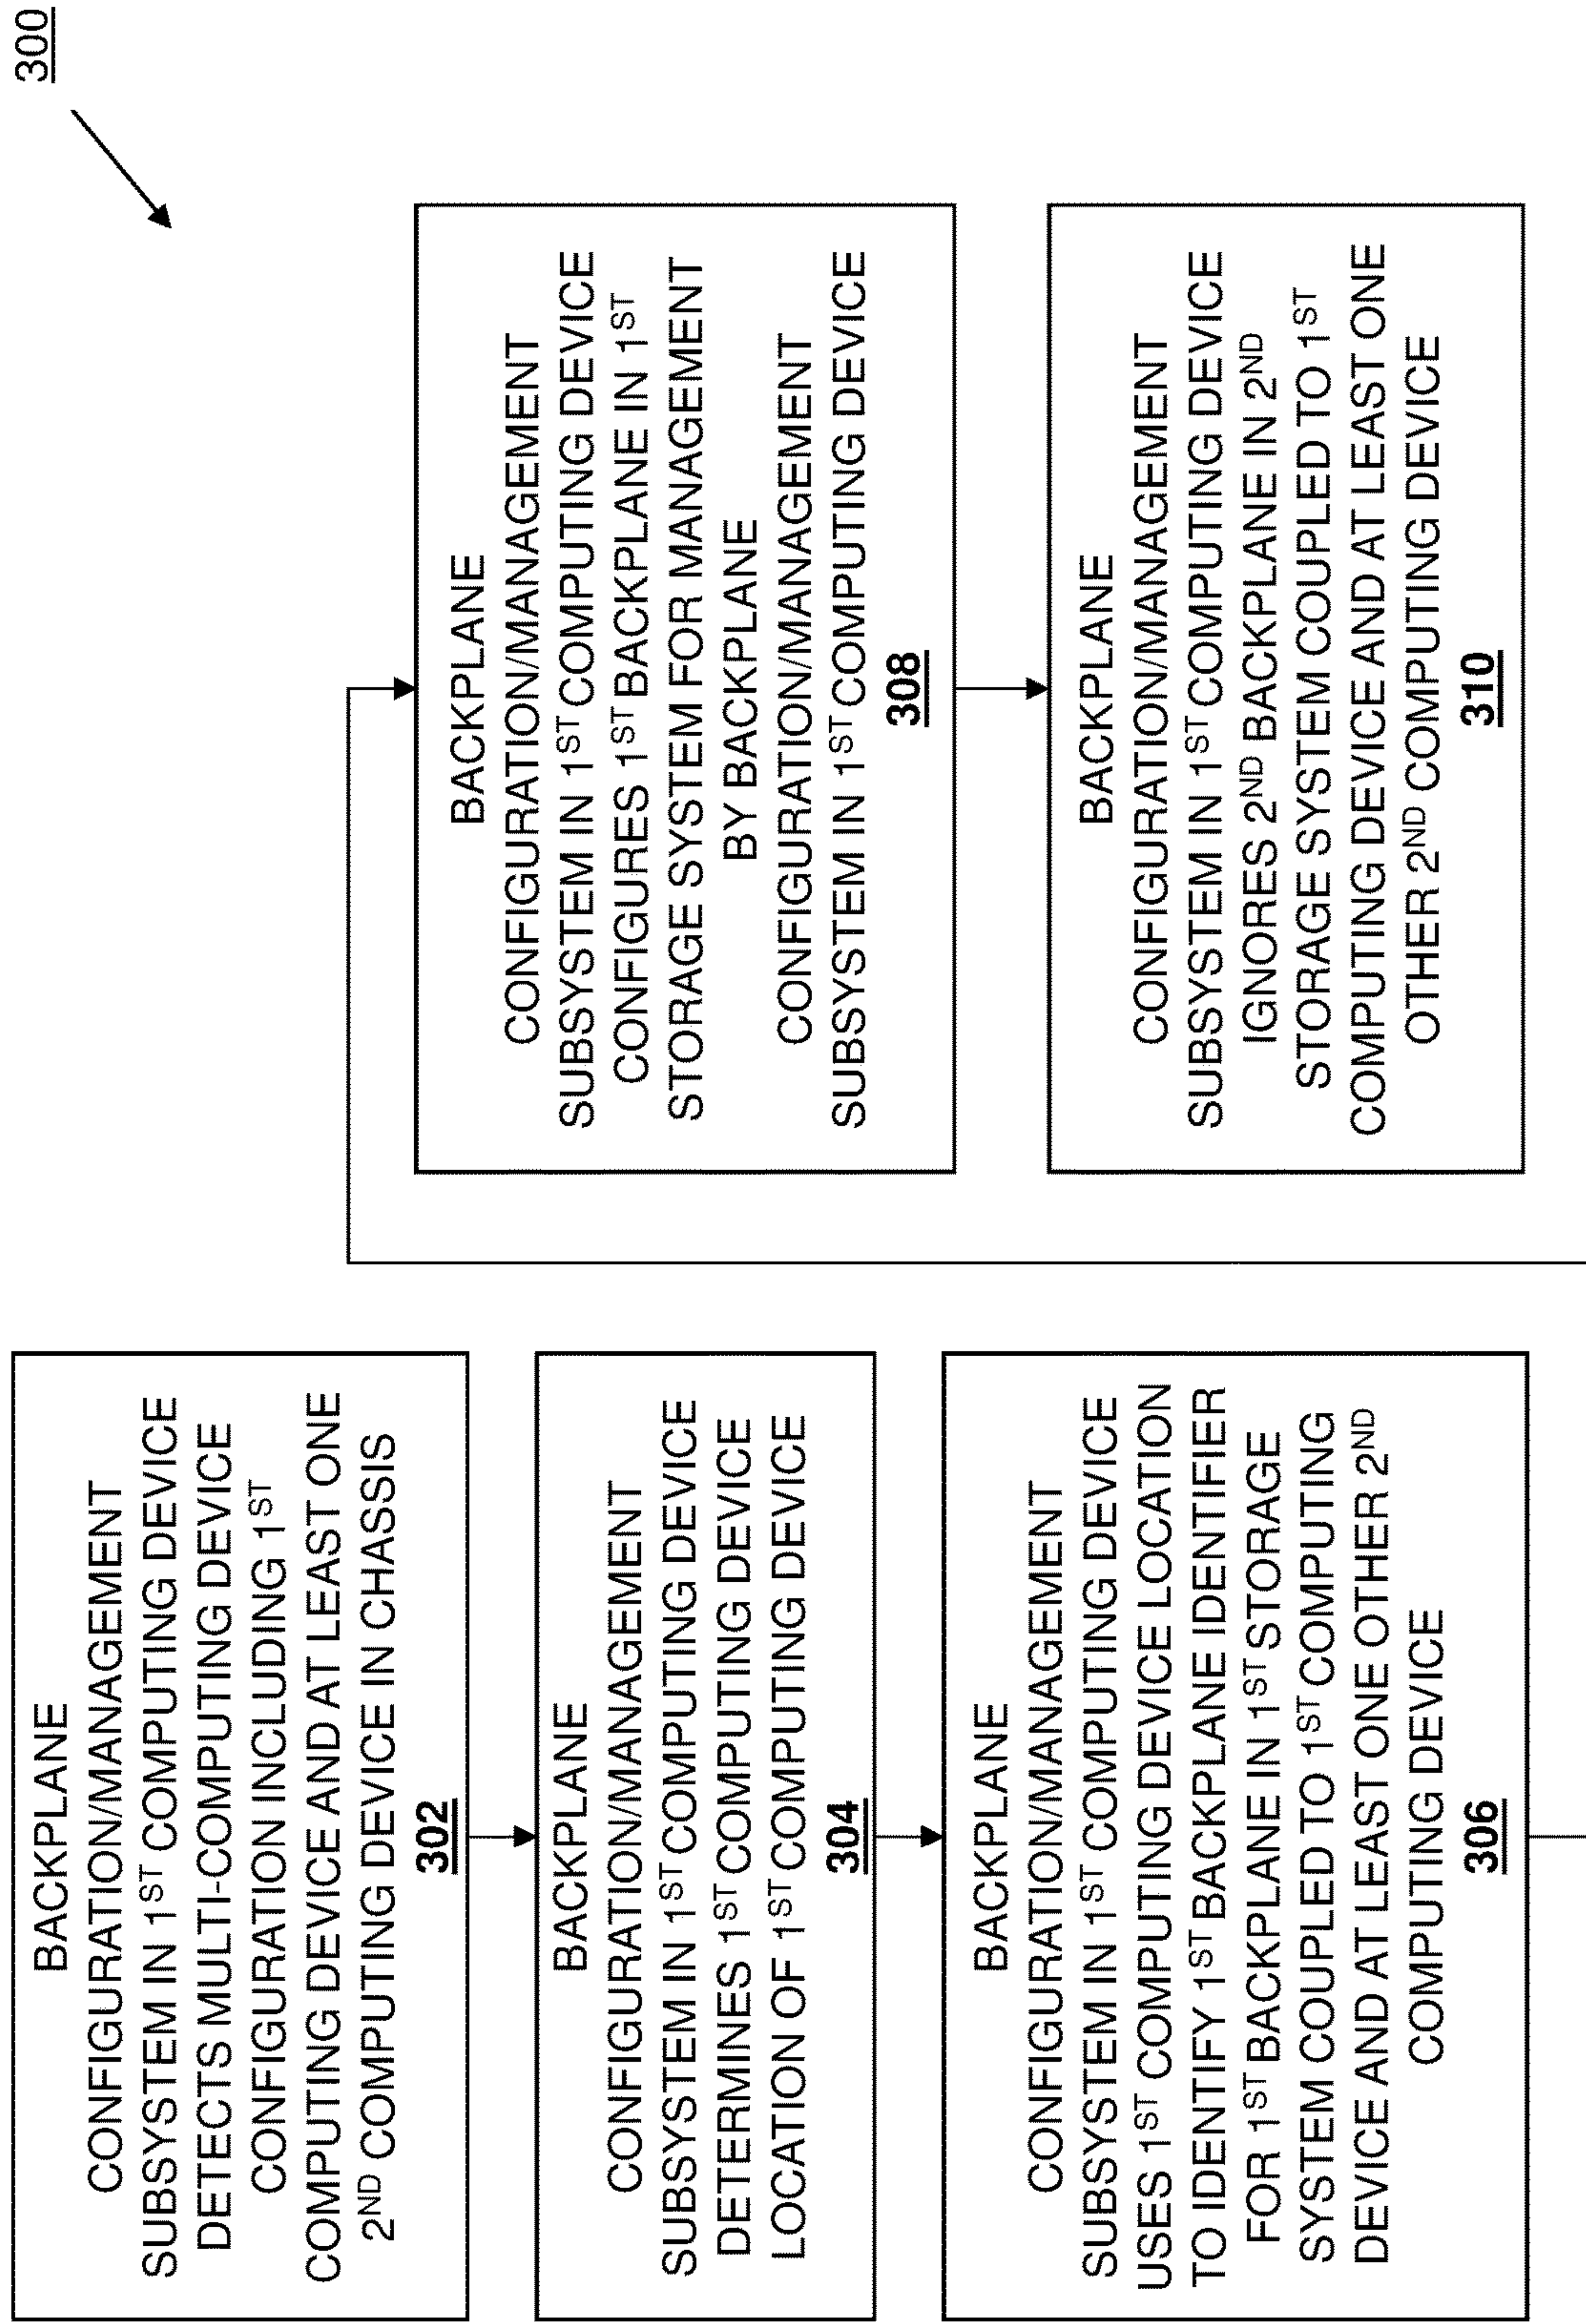 300
BACKPLANE
CONFIGURATION/MANAGEMENT
SUBSYSTEM IN 1ST COMPUTING DEVICE
DETECTS MULTI-COMPUTING DEVICE
CONFIGURATION INCLUDING 1ST
COMPUTING DEVICE AND AT LEAST ONE
2ND COMPUTING DEVICE IN CHASSIS
302
BACKPLANE
CONFIGURATION/MANAGEMENT
SUBSYSTEM IN 1ST COMPUTING DEVICE
DETERMINES 1ST COMPUTING DEVICE
LOCATION OF 1ST COMPUTING DEVICE
304
BACKPLANE
CONFIGURATION/MANAGEMENT
SUBSYSTEM IN 1ST COMPUTING DEVICE
USES 1ST COMPUTING DEVICE LOCATION
TO IDENTIFY 1ST BACKPLANE IDENTIFIER
FOR 1ST BACKPLANE IN 1ST STORAGE
SYSTEM COUPLED TO 1ST COMPUTING
DEVICE AND AT LEAST ONE OTHER 2ND
COMPUTING DEVICE
306
BACKPLANE
CONFIGURATION/MANAGEMENT
SUBSYSTEM IN 1ST COMPUTING DEVICE
CONFIGURES 1ST BACKPLANE IN 1ST
STORAGE SYSTEM FOR MANAGEMENT
BY BACKPLANE
CONFIGURATION/MANAGEMENT
SUBSYSTEM IN 1ST COMPUTING DEVICE
308
BACKPLANE
CONFIGURATION/MANAGEMENT
SUBSYSTEM IN 1ST COMPUTING DEVICE
IGNORES 2ND BACKPLANE IN 2ND
STORAGE SYSTEM COUPLED TO 1ST
COMPUTING DEVICE AND AT LEAST ONE
OTHER 2ND COMPUTING DEVICE
310